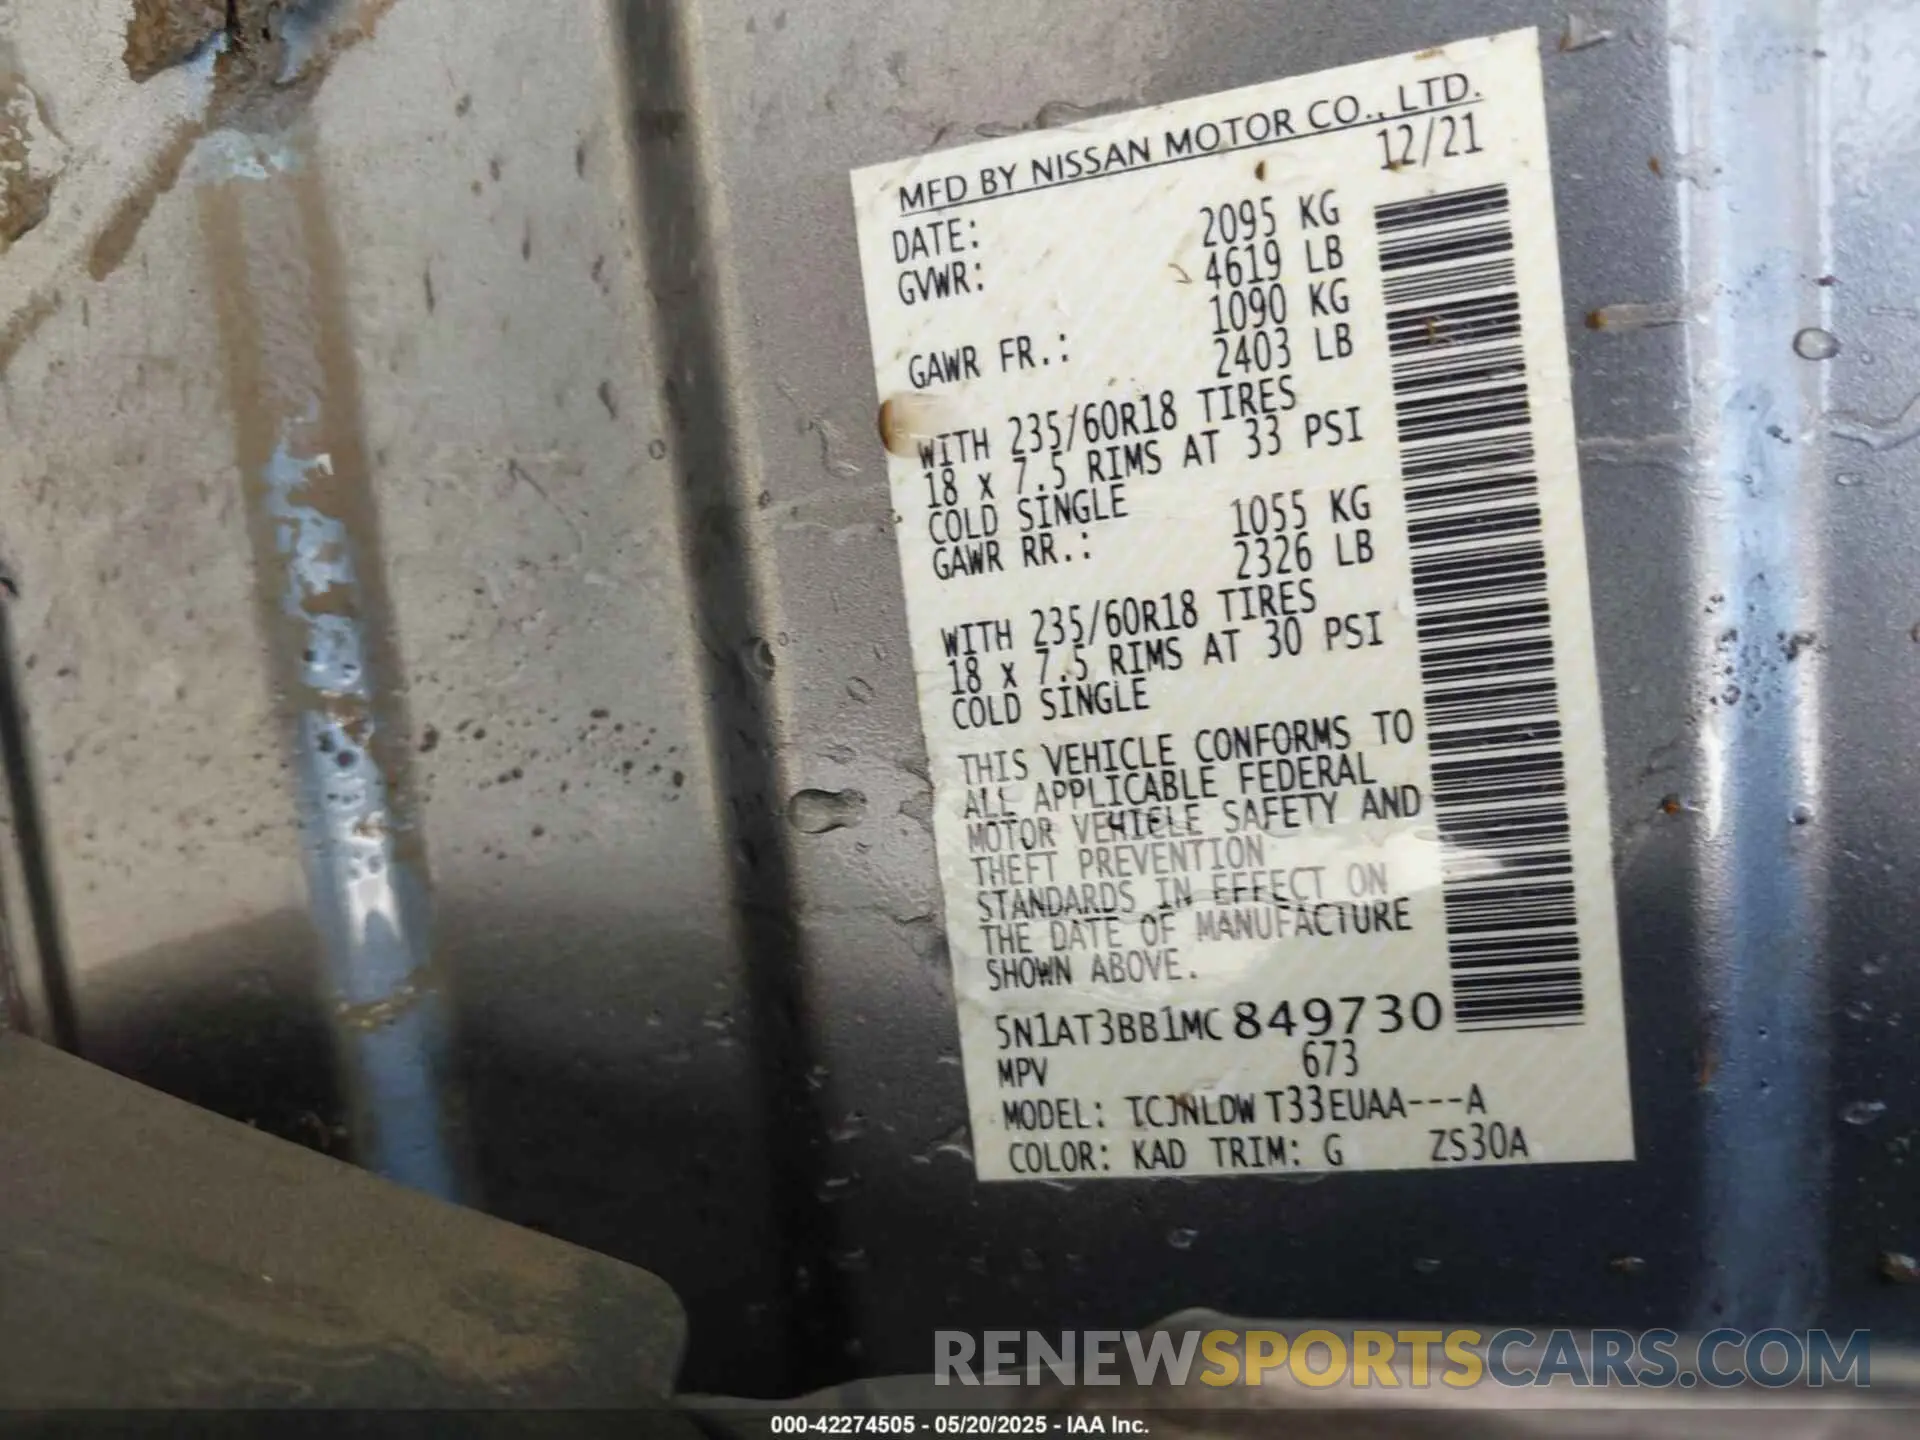 MFD BY NISSAN MOTOR CO., LTD.
DATE: 12/21
GVWR: 2095 KG
4619 LB
GAWR FR.: 1090 KG
2403 LB
WITH 235/60R18 TIRES
18 x 7.5 RIMS AT 33 PSI
COLD SINGLE
GAWR RR.: 1055 KG
2326 LB
WITH 235/60R18 TIRES
18 x 7.5 RIMS AT 30 PSI
COLD SINGLE
THIS VEHICLE CONFORMS TO
ALL APPLICABLE FEDERAL
MOTOR VEHICLE SAFETY AND
THEFT PREVENTION
STANDARDS IN EFFECT ON
THE DATE OF MANUFACTURE
SHOWN ABOVE.
5N1AT3BB1MC849730
MPV 673
MODEL: TCJNLDW T33EUAA---A
COLOR: KAD TRIM: G ZS30A
RENEWSPORTSCARS.COM
000-42274505 - 05/20/2025 - IAA Inc.